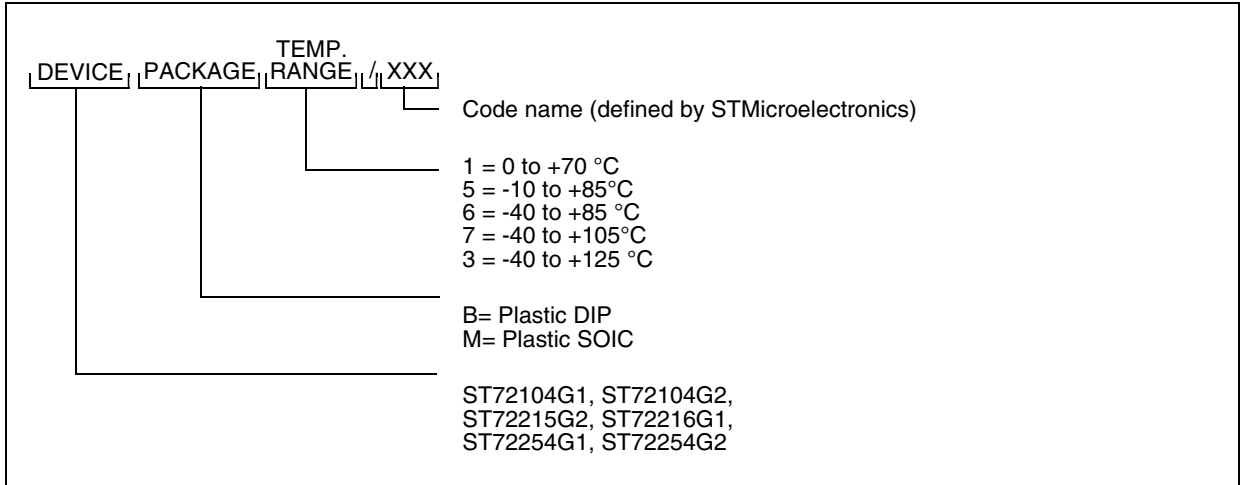 TEMP.
DEVICE PACKAGE RANGE / XXX
Code name (defined by STMicroelectronics)
1 = 0 to +70 °C
5 = -10 to +85°C
6 = -40 to +85 °C
7 = -40 to +105°C
3 = -40 to +125 °C
B= Plastic DIP
M= Plastic SOIC
ST72104G1, ST72104G2,
ST72215G2, ST72216G1,
ST72254G1, ST72254G2